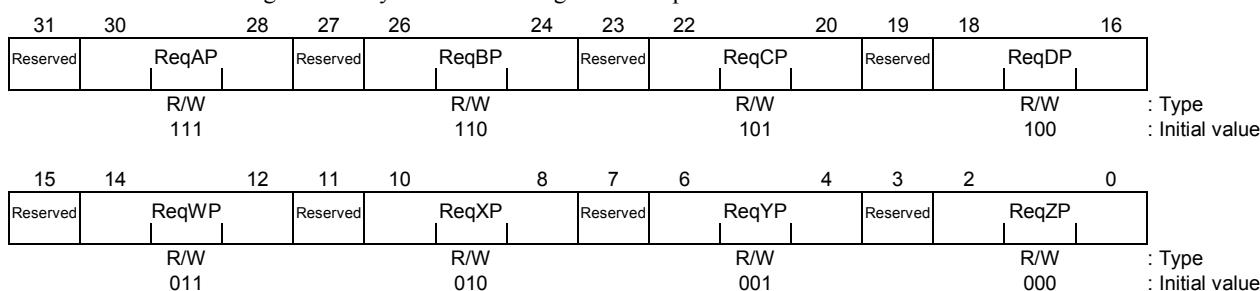 31 30 28 27 26 24 23 22 20 19 18 16
Reserved ReqAP Reserved ReqBP Reserved ReqCP Reserved ReqDP
R/W R/W R/W R/W : Type
111 110 101 100 : Initial value
15 14 12 11 10 8 7 6 4 3 2 0
Reserved ReqWP Reserved ReqXP Reserved ReqYP Reserved ReqZP
R/W R/W R/W R/W : Type
011 010 001 000 : Initial value